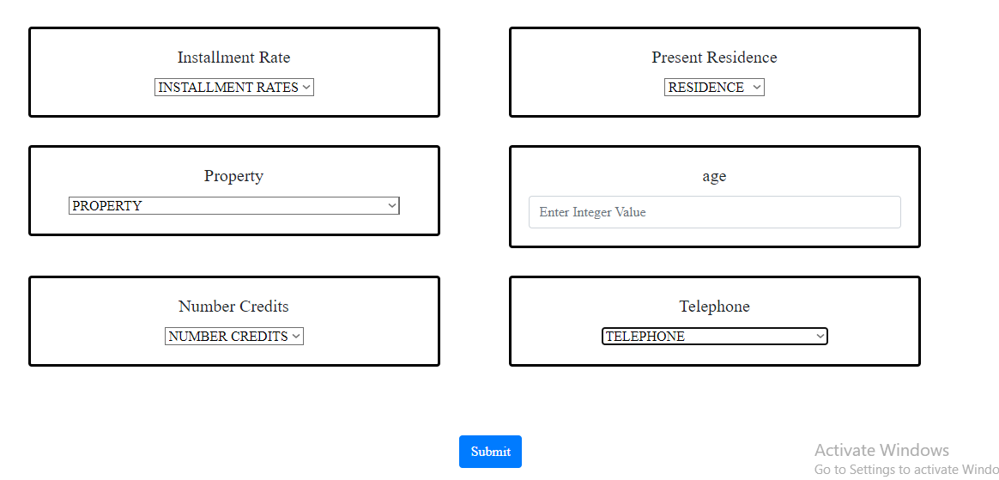 Installment Rate
INSTALLMENT RATES
Present Residence
RESIDENCE
Property
PROPERTY
age
Enter Integer Value
Number Credits
NUMBER CREDITS
Telephone
TELEPHONE
Submit
Activate Windows
Go to Settings to activate Windo